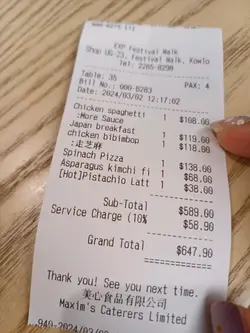 EXP Festival Walk
Shop UG-23, Festival Walk, Kowlo
Tel: 2265-8298
Table: 35
PAX: 4
Bill No.: 000-0283
Date: 2024/03/02 12:17:02
Chicken spaghetti 1 $108.00
:More Sauce
Japan breakfast 1 $119.00
chicken bibimbop 1 $118.00
:走芝麻
Spinach Pizza 1 $138.00
Asparagus kimchi fi 1 $68.00
[Hot]Pistachio Latt 1 $38.00
Sub-Total $589.00
Service Charge (10% $58.90
Grand Total $647.90
Thank you! See you next time.
美心食品有限公司
Maxim's Caterers Limited